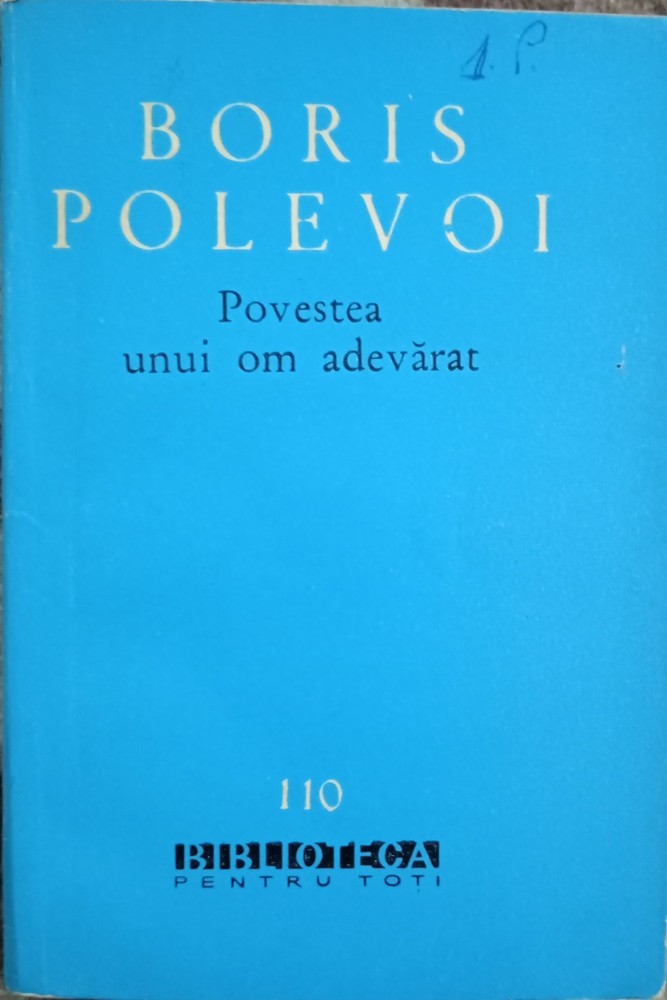 1. P.
BORIS
POLEVOI
Povestea
unui om adevărat
110
BIBLIOTECA
PENTRU TOȚI